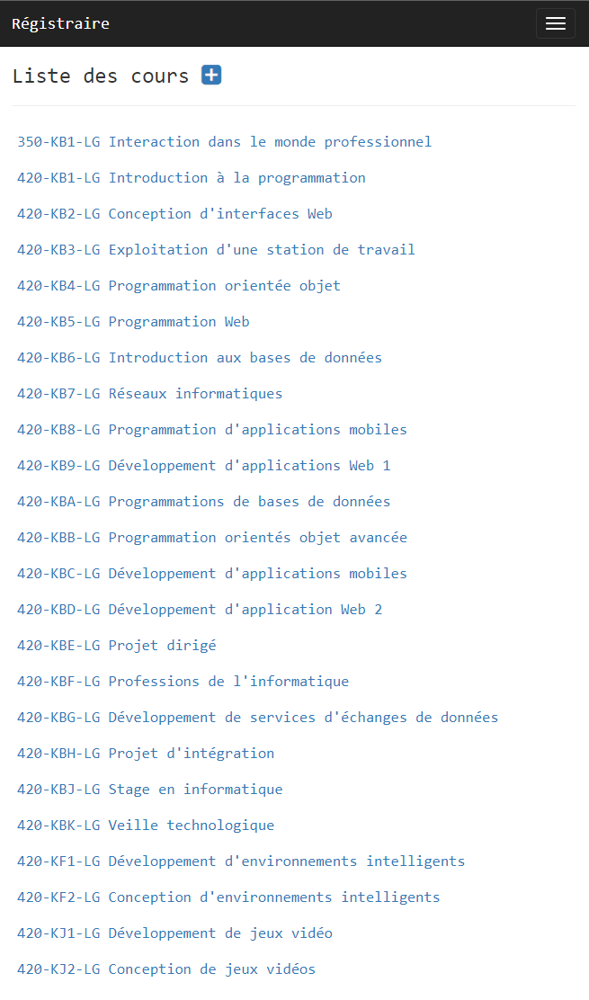 Régistraire
Liste des cours
350-KB1-LG Interaction dans le monde professionnel
420-KB1-LG Introduction à la programmation
420-KB2-LG Conception d'interfaces Web
420-KB3-LG Exploitation d'une station de travail
420-KB4-LG Programmation orientée objet
420-KB5-LG Programmation Web
420-KB6-LG Introduction aux bases de données
420-KB7-LG Réseaux informatiques
420-KB8-LG Programmation d'applications mobiles
420-KB9-LG Développement d'applications Web 1
420-KBA-LG Programmations de bases de données
420-KBB-LG Programmation orientés objet avancée
420-KBC-LG Développement d'applications mobiles
420-KBD-LG Développement d'application Web 2
420-KBE-LG Projet dirigé
420-KBF-LG Professions de l'informatique
420-KBG-LG Développement de services d'échanges de données
420-KBH-LG Projet d'intégration
420-KBJ-LG Stage en informatique
420-KBK-LG Veille technologique
420-KF1-LG Développement d'environnements intelligents
420-KF2-LG Conception d'environnements intelligents
420-KJ1-LG Développement de jeux vidéo
420-KJ2-LG Conception de jeux vidéos